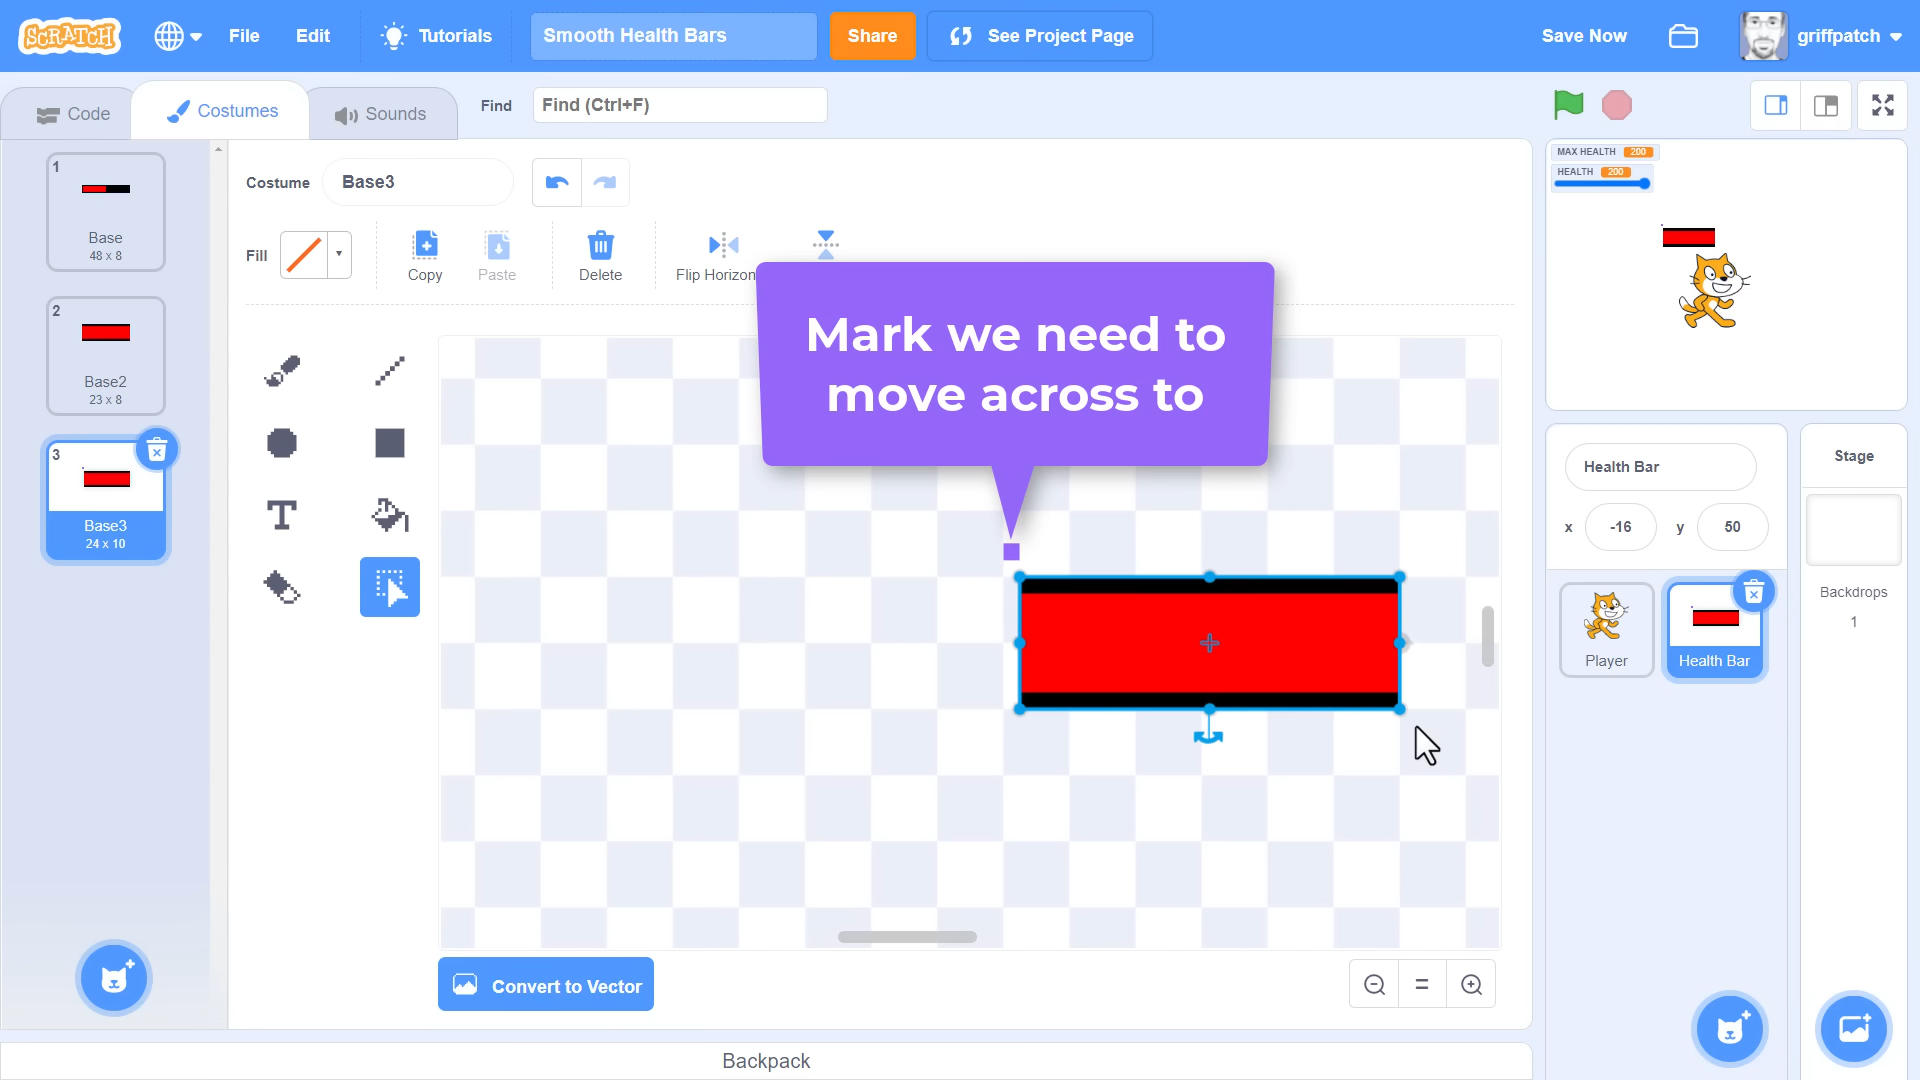 SCRATCH
File
Edit
Tutorials
Smooth Health Bars
Share
See Project Page
Save Now
griffpatch
Code
Costumes
Sounds
Find
Find (Ctrl+F)
1
Base
48 x 8
2
Base2
23 x 8
3
Base3
24 x 10
Costume
Base3
Fill
Copy
Paste
Delete
Flip Horizon
Mark we need to
move across to
T
Convert to Vector
=
Backpack
MAX HEALTH 200
HEALTH 200
Health Bar
x
-16
y
50
Player
Health Bar
Stage
Backdrops
1